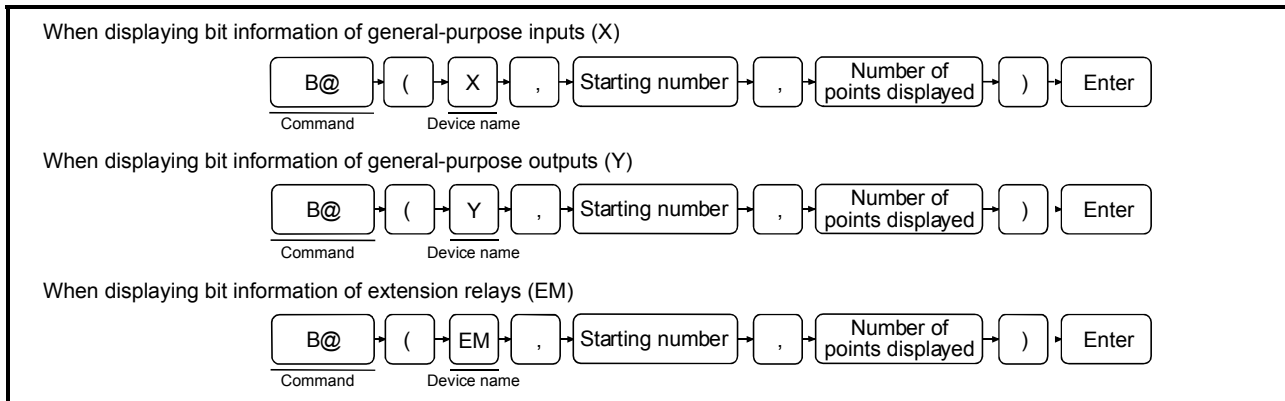 When displaying bit information of general-purpose inputs (X)
B@ ( X , Starting number , Number of points displayed ) Enter
Command Device name
When displaying bit information of general-purpose outputs (Y)
B@ ( Y , Starting number , Number of points displayed ) Enter
Command Device name
When displaying bit information of extension relays (EM)
B@ ( EM , Starting number , Number of points displayed ) Enter
Command Device name